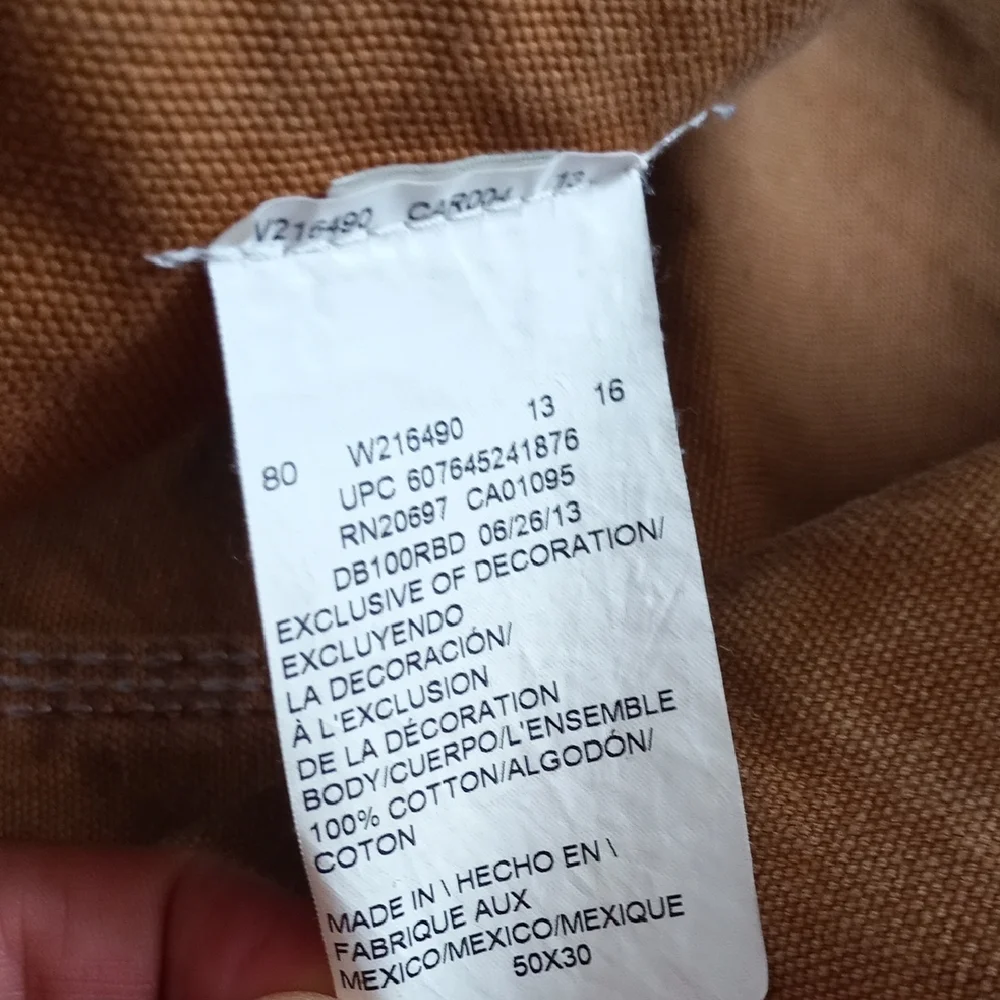 V216490 CAR004 13
W216490 13 16
80 UPC 607645241876
RN20697 CA01095
DB100RBD 06/26/13
EXCLUSIVE OF DECORATION/
EXCLUYENDO
LA DECORACIÓN/
À L'EXCLUSION
DE LA DÉCORATION
BODY/CUERPO/L'ENSEMBLE
100% COTTON/ALGODÓN/
COTON
MADE IN \ HECHO EN \
FABRIQUE AUX
MEXICO/MEXICO/MEXIQUE
50X30